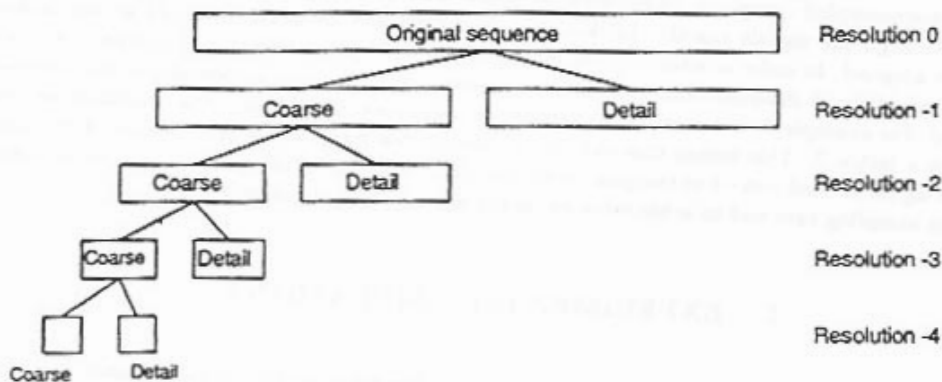 Original sequence Resolution 0
Coarse Detail Resolution -1
Coarse Detail Resolution -2
Coarse Detail Resolution -3
Resolution -4
Coarse Detail